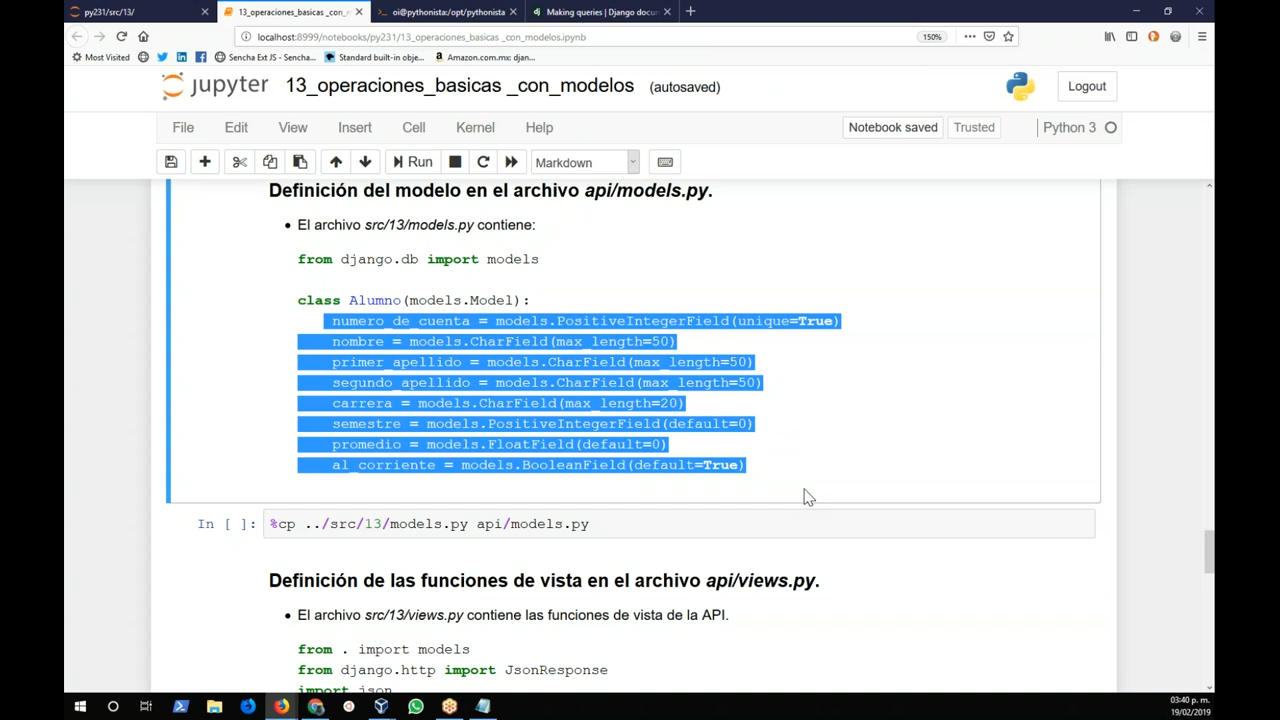 py231/src/13/
13_operaciones_basicas _con_m
oi@pythonista:/opt/pythonista
Making queries | Django docu
localhost:8999/notebooks/py231/13_operaciones_basicas _con_modelos.ipynb
150%
Most Visited
Sencha Ext JS - Sencha...
Standard built-in obje...
Amazon.com.mx: djan...
jupyter 13_operaciones_basicas _con_modelos (autosaved)
Logout
File Edit View Insert Cell Kernel Help
Notebook saved Trusted Python 3
Run Markdown
Definición del modelo en el archivo api/models.py.
• El archivo src/13/models.py contiene:
from django.db import models
class Alumno(models.Model):
numero_de_cuenta = models.PositiveIntegerField(unique=True)
nombre = models.CharField(max_length=50)
primer_apellido = models.CharField(max_length=50)
segundo_apellido = models.CharField(max_length=50)
carrera = models.CharField(max_length=20)
semestre = models.PositiveIntegerField(default=0)
promedio = models.FloatField(default=0)
al_corriente = models.BooleanField(default=True)
In [ ]: %cp ../src/13/models.py api/models.py
Definición de las funciones de vista en el archivo api/views.py.
• El archivo src/13/views.py contiene las funciones de vista de la API.
from . import models
from django.http import JsonResponse
import json
03:40 p. m.
19/02/2019